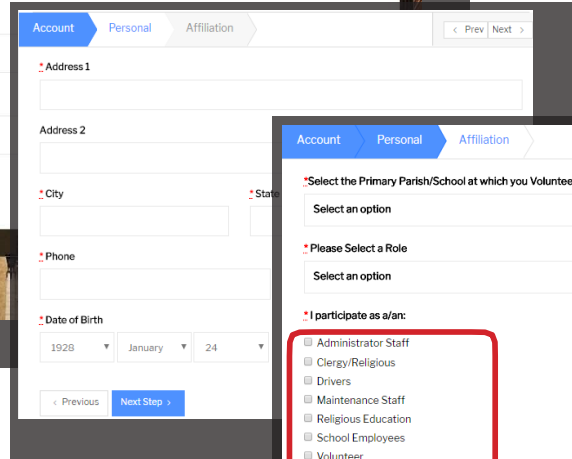 Account Personal Affiliation
< Prev Next >
* Address 1
Address 2
* City * State
* Phone
* Date of Birth
1928 January 24
< Previous Next Step >
Account Personal Affiliation
*Select the Primary Parish/School at which you Voluntee
Select an option
* Please Select a Role
Select an option
* I participate as a/an:
Administrator Staff
Clergy/Religious
Drivers
Maintenance Staff
Religious Education
School Employees
Volunteer